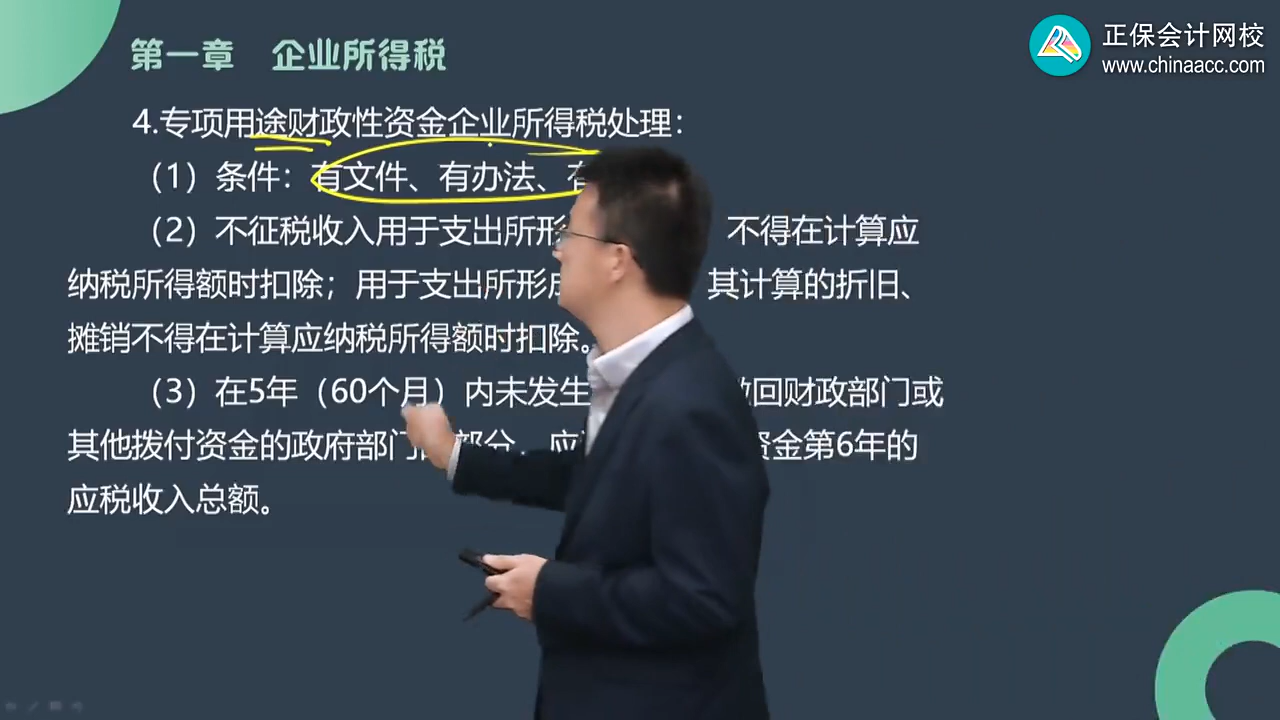 第一章 企业所得税
正保会计网校
www.chinaacc.com
4.专项用途财政性资金企业所得税处理：
（1）条件：有文件、有办法、有
（2）不征税收入用于支出所形 不得在计算应
纳税所得额时扣除；用于支出所形成 其计算的折旧、
摊销不得在计算应纳税所得额时扣除。
（3）在5年（60个月）内未发生 缴回财政部门或
其他拨付资金的政府部门 部分，应 资金第6年的
应税收入总额。